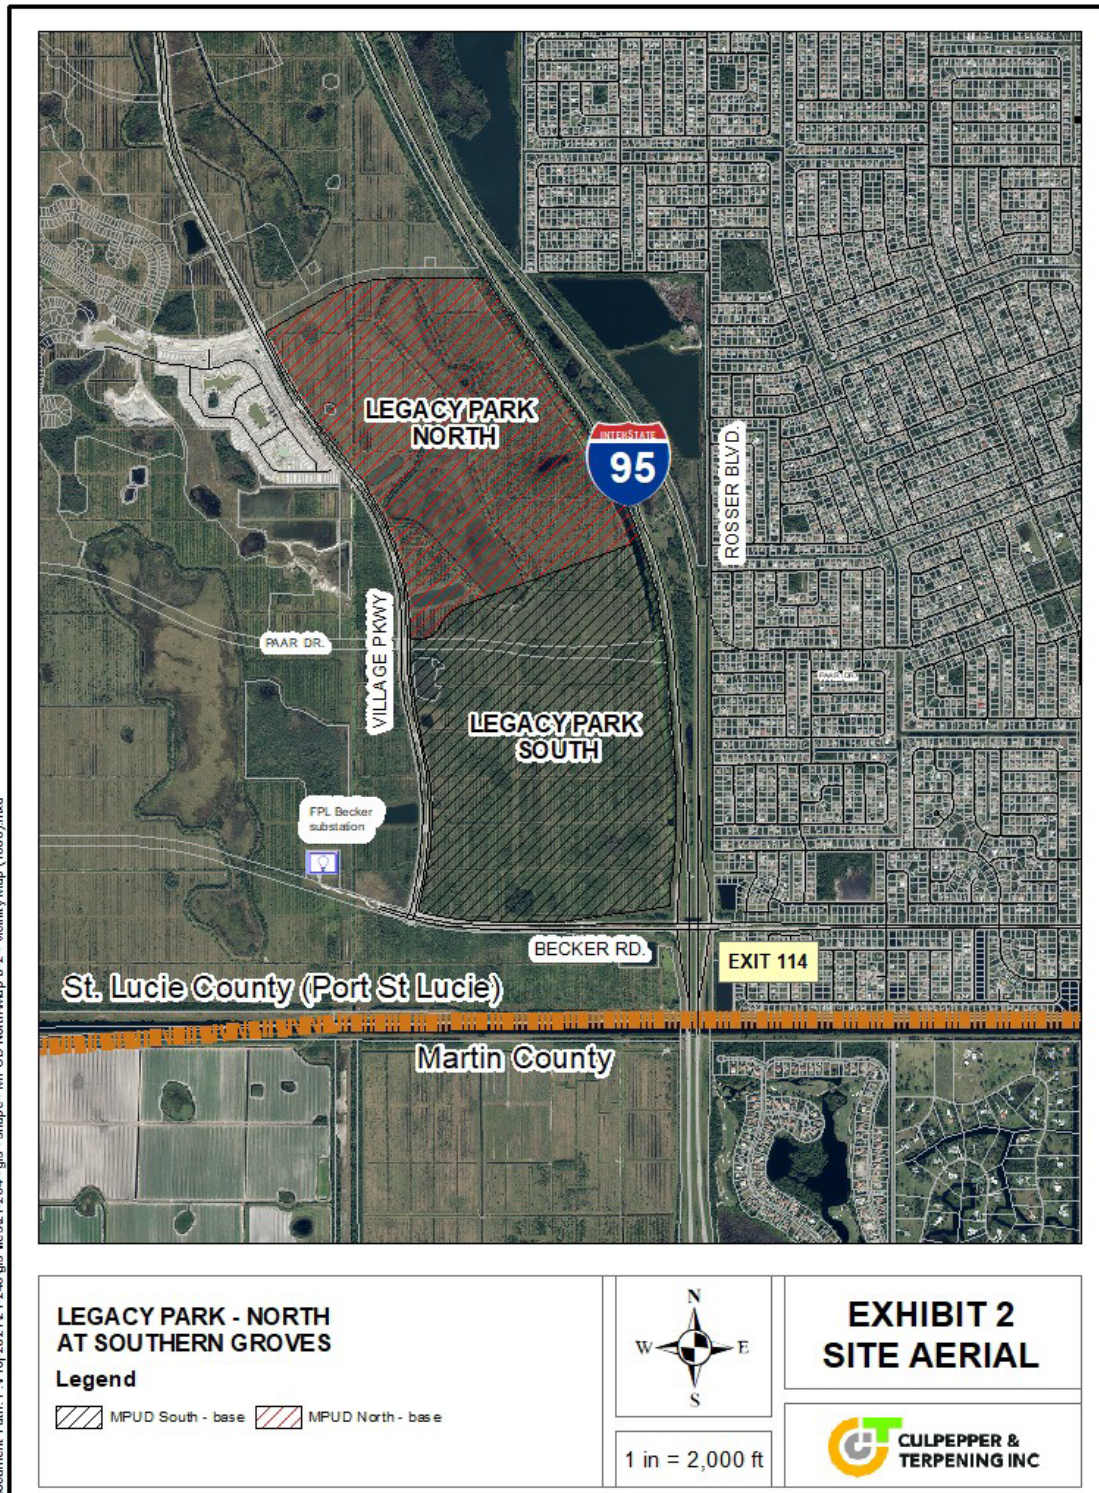 LEGACY PARK
NORTH
INTERSTATE
95
ROSSER BLVD.
VILLAGE PKWY
PAAR DR.
PAAR DR.
LEGACY PARK
SOUTH
FPL Becker
substation
BECKER RD.
EXIT 114
St. Lucie County (Port St Lucie)
Martin County
LEGACY PARK - NORTH
AT SOUTHERN GROVES
Legend
MPUD South - base
MPUD North - base
N
W
E
S
1 in = 2,000 ft
EXHIBIT 2
SITE AERIAL
CULPEPPER &
TERPENING INC